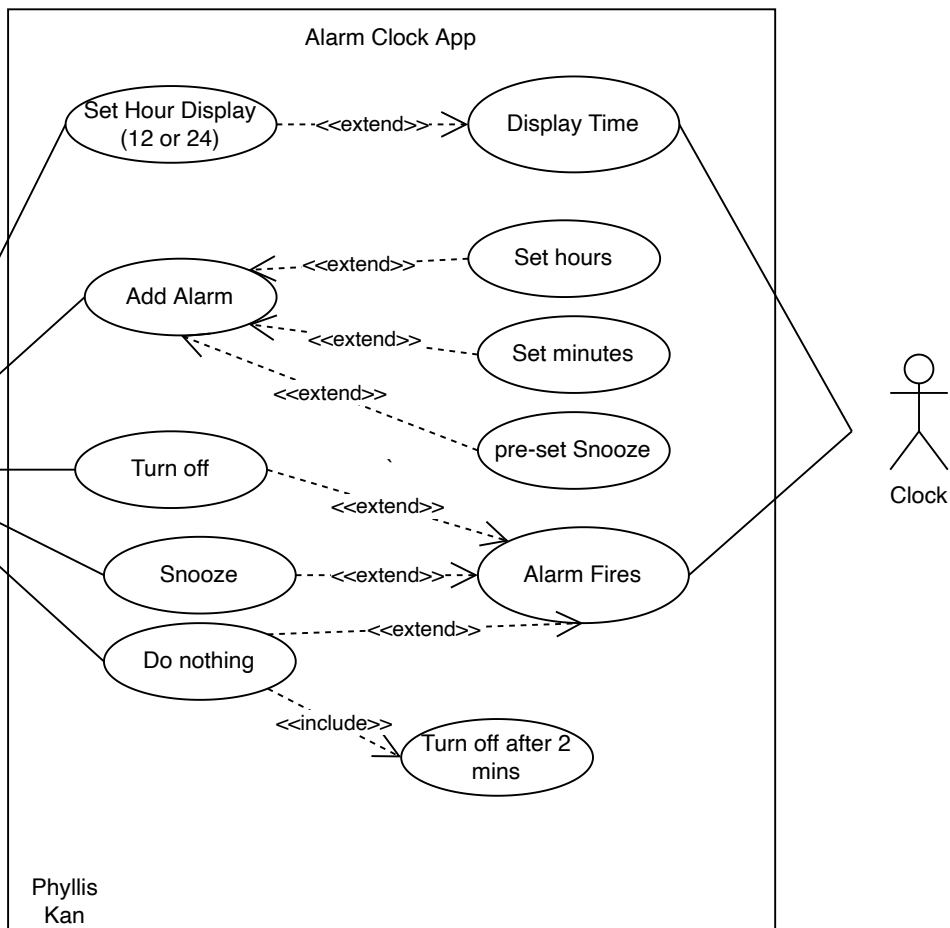 Alarm Clock App
Set Hour Display
(12 or 24)
<<extend>>
Display Time
Set hours
<<extend>>
Add Alarm
<<extend>>
Set minutes
<<extend>>
pre-set Snooze
Turn off
<<extend>>
Clock
Snooze
<<extend>>
Alarm Fires
<<extend>>
Do nothing
<<include>>
Turn off after 2
mins
Phyllis
Kan